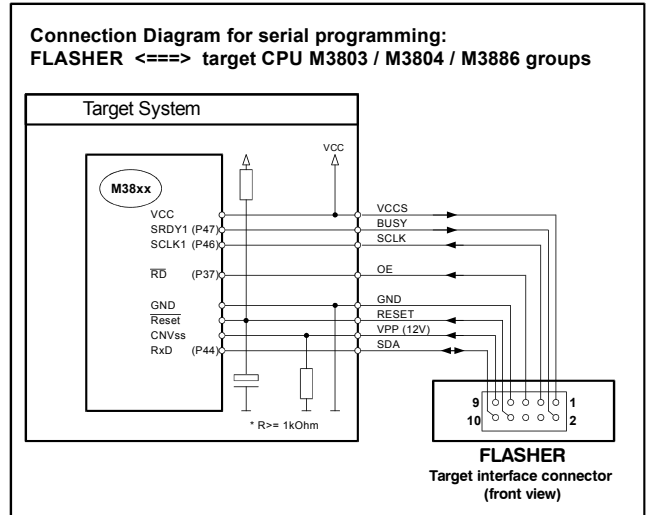 Connection Diagram for serial programming:
FLASHER <===> target CPU M3803 / M3804 / M3886 groups
Target System
VCC
M38xx
VCC
SRDY1 (P47)
SCLK1 (P46)
RD (P37)
GND
Reset
CNVss
RxD (P44)
VCCS
BUSY
SCLK
OE
GND
RESET
VPP (12V)
SDA
* R>= 1kOhm
9
1
10
2
FLASHER
Target interface connector
(front view)